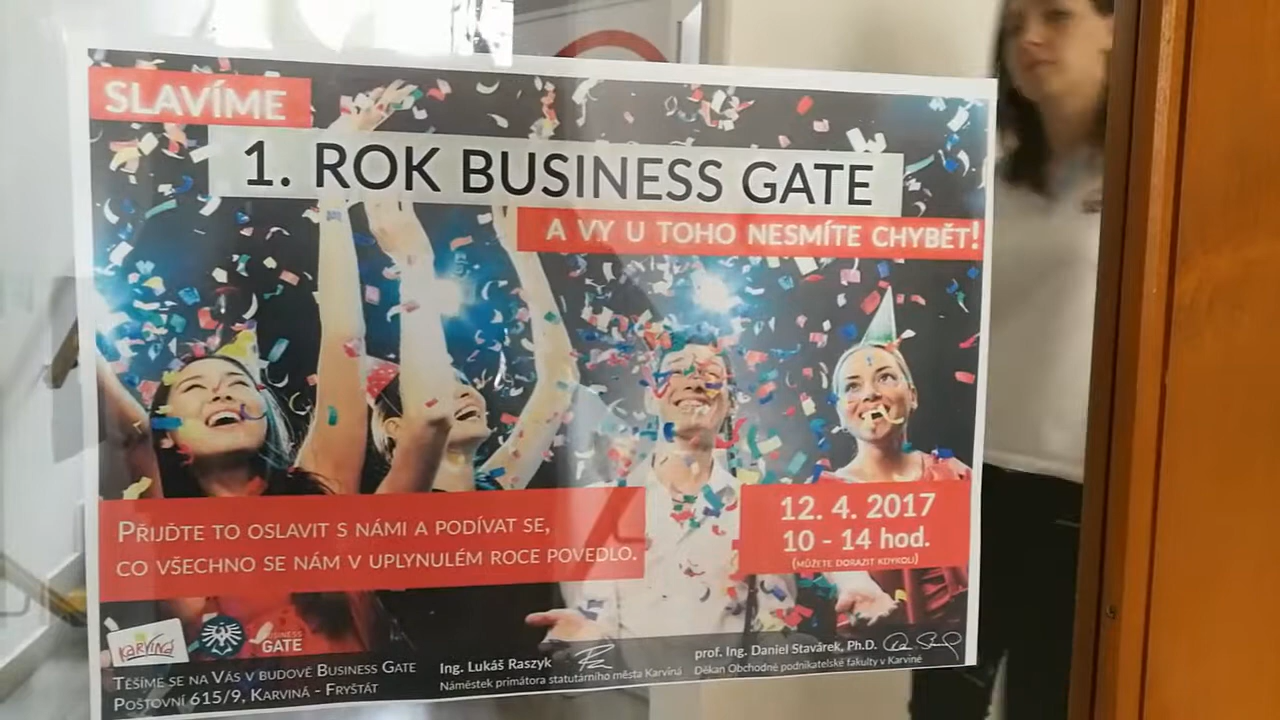 SLAVÍME
1. ROK BUSINESS GATE
A VY U TOHO NESMÍTE CHYBĚT!
PŘIJĎTE TO OSLAVIT S NÁMI A PODÍVAT SE,
CO VŠECHNO SE NÁM V UPLYNULÉM ROCE POVEDLO.
12. 4. 2017
10 - 14 hod.
(MŮŽETE DORAZIT KDYKOLI)
KARVINÁ
BUSINESS
GATE
TĚŠÍME SE NA VÁS V BUDOVĚ BUSINESS GATE
POŠTOVNÍ 615/9, KARVINÁ - FRYŠTÁT
Ing. Lukáš Raszyk
Náměstek primátora statutárního města Karviná
prof. Ing. Daniel Stavárek, Ph.D.
Děkan Obchodně podnikatelské fakulty v Karviné